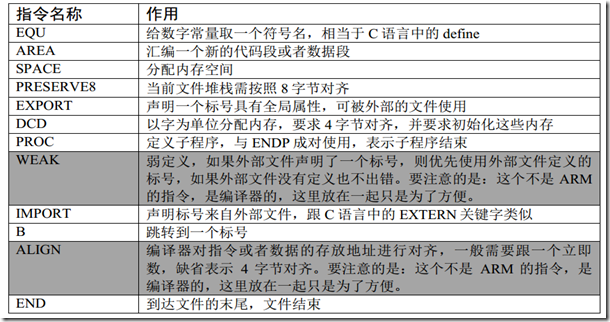 指令名称 作用
EQU 给数字常量取一个符号名，相当于 C 语言中的 define
AREA 汇编一个新的代码段或者数据段
SPACE 分配内存空间
PRESERVE8 当前文件堆栈需按照 8 字节对齐
EXPORT 声明一个标号具有全局属性，可被外部的文件使用
DCD 以字为单位分配内存，要求 4 字节对齐，并要求初始化这些内存
PROC 定义子程序，与 ENDP 成对使用，表示子程序结束
WEAK 弱定义，如果外部文件声明了一个标号，则优先使用外部文件定义的
标号，如果外部文件没有定义也不出错。要注意的是：这个不是 ARM
的指令，是编译器的，这里放在一起只是为了方便。
IMPORT 声明标号来自外部文件，跟 C 语言中的 EXTERN 关键字类似
B 跳转到一个标号
ALIGN 编译器对指令或者数据的存放地址进行对齐，一般需要跟一个立即
数，缺省表示 4 字节对齐。要注意的是：这个不是 ARM 的指令，是
编译器的，这里放在一起只是为了方便。
END 到达文件的末尾，文件结束